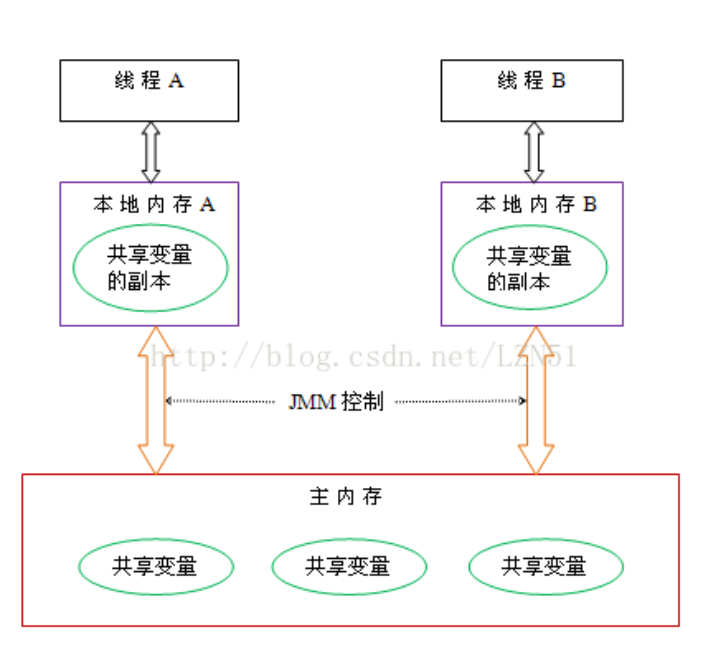 线程 A
线程 B
本地内存 A
本地内存 B
共享变量
的副本
共享变量
的副本
http://blog.csdn.net/LZN51
JMM 控制
主内存
共享变量
共享变量
共享变量